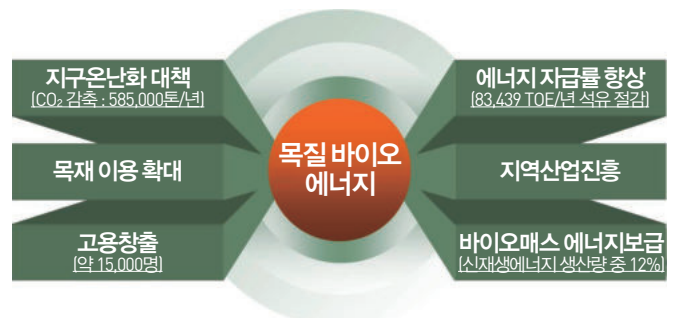 지구온난화 대책
(CO₂ 감축 : 585,000톤/년)
목재 이용 확대
고용창출
(약 15,000명)
목질 바이오
에너지
에너지 자급률 향상
(83,439 TOE/년 석유 절감)
지역산업진흥
바이오매스 에너지보급
(신재생에너지 생산량 중 12%)